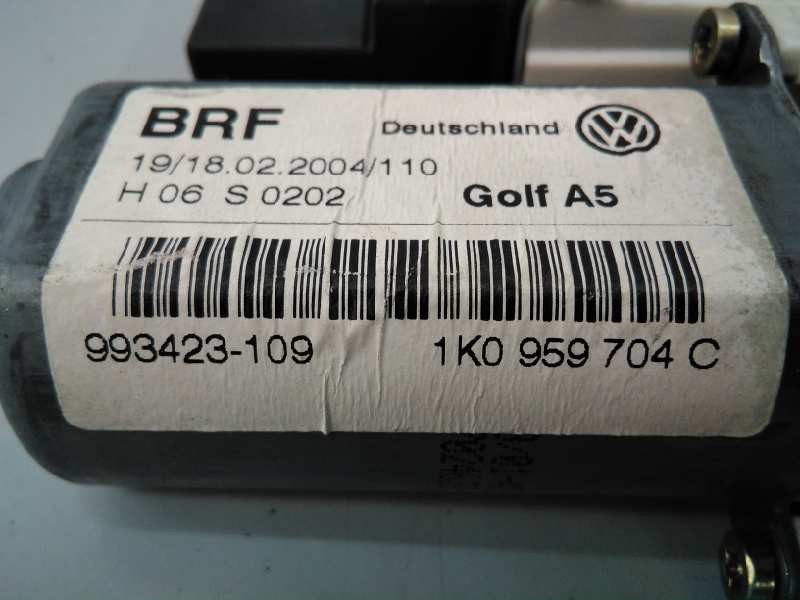 BRF Deutschland
19/18.02.2004/110
H 06 S 0202 Golf A5
993423-109 1K0 959 704 C